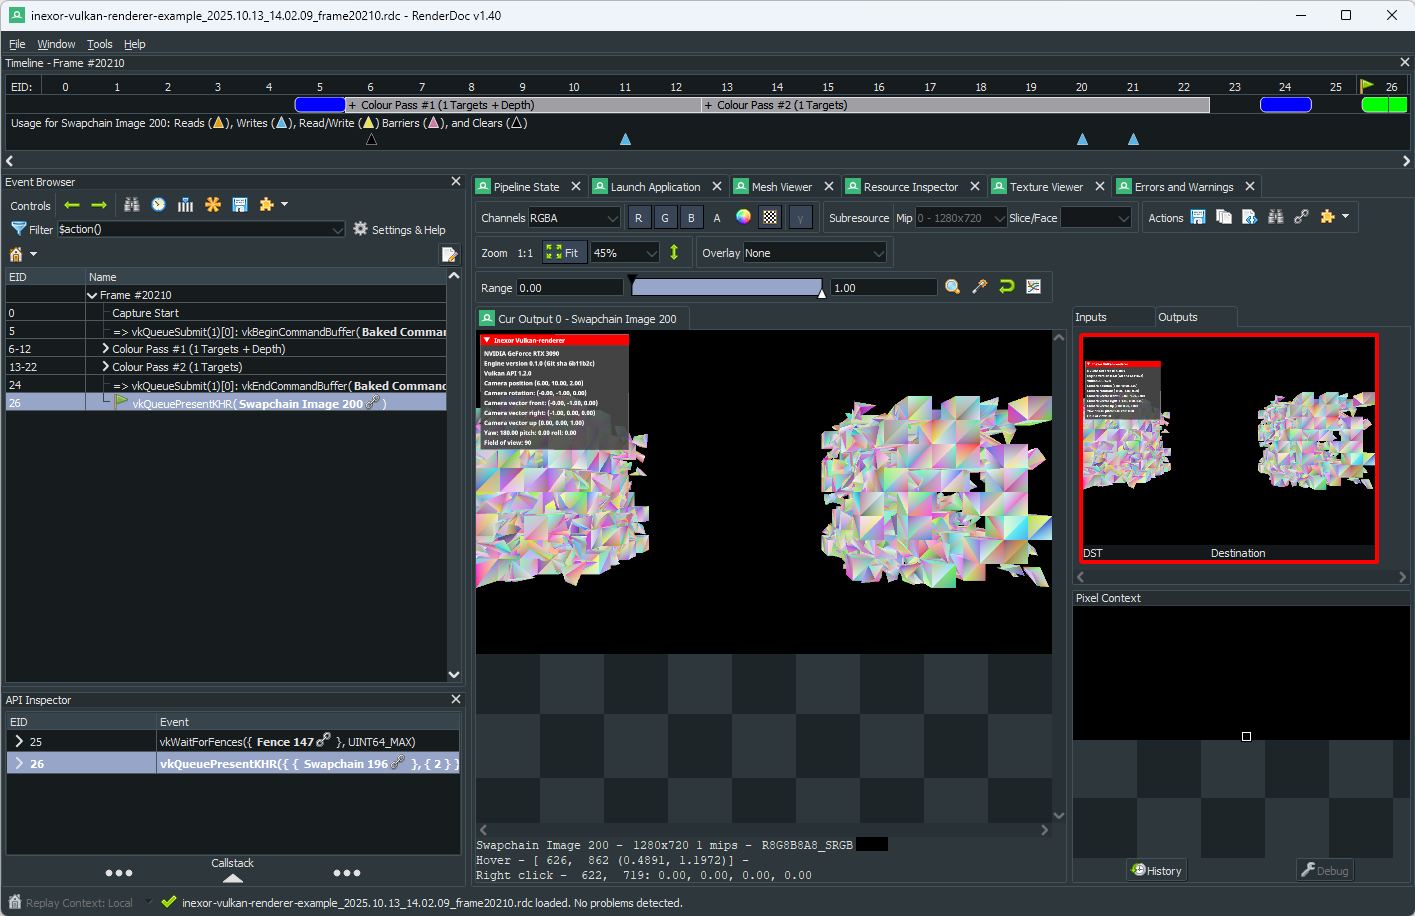 inexor-vulkan-renderer-example_2025.10.13_14.02.09_frame20210.rdc - RenderDoc v1.40
File Window Tools Help
Timeline - Frame #20210
EID: 0 1 2 3 4 5 6 7 8 9 10 11 12 13 14 15 16 17 18 19 20 21 22 23 24 25 26
+ Colour Pass #1 (1 Targets + Depth) + Colour Pass #2 (1 Targets)
Usage for Swapchain Image 200: Reads ( ), Writes ( ), Read/Write ( ) Barriers ( ), and Clears ( )
Event Browser
Controls
Filter $action() Settings & Help
EID Name
Frame #20210
0 Capture Start
5 => vkQueueSubmit(1)[0]: vkBeginCommandBuffer(Baked Comman
6-12 Colour Pass #1 (1 Targets + Depth)
13-22 Colour Pass #2 (1 Targets)
24 => vkQueueSubmit(1)[0]: vkEndCommandBuffer(Baked Command
26 vkQueuePresentKHR(Swapchain Image 200 )
API Inspector
EID Event
25 vkWaitForFences({ Fence 147 }, UINT64_MAX)
26 vkQueuePresentKHR({ { Swapchain 196 }, { 2 } }
Callstack
Pipeline State Launch Application Mesh Viewer Resource Inspector Texture Viewer Errors and Warnings
Channels RGBA R G B A γ Subresource Mip 0 - 1280x720 Slice/Face Actions
Zoom 1:1 Fit 45% Overlay None
Range 0.00 1.00
Cur Output 0 - Swapchain Image 200
Inexor Vulkan-renderer
NVIDIA GeForce RTX 3090
Engine version 0.1.0 (Git sha 6b11b2c)
Vulkan API 1.2.0
Camera position (6.00, 10.00, 2.00)
Camera rotation: (-0.00, -1.00, 0.00)
Camera vector front: (-0.00, -1.00, 0.00)
Camera vector right: (-1.00, 0.00, 0.00)
Camera vector up (0.00, 0.00, 1.00)
Yaw: 180.00 pitch: 0.00 roll: 0.00
Field of view: 90
Swapchain Image 200 - 1280x720 1 mips - R8G8B8A8_SRGB
Hover - [ 626, 862 (0.4891, 1.1972)] -
Right click - 622, 719: 0.00, 0.00, 0.00, 0.00
Inputs Outputs
DST Destination
Pixel Context
History Debug
Replay Context: Local inexor-vulkan-renderer-example_2025.10.13_14.02.09_frame20210.rdc loaded. No problems detected.